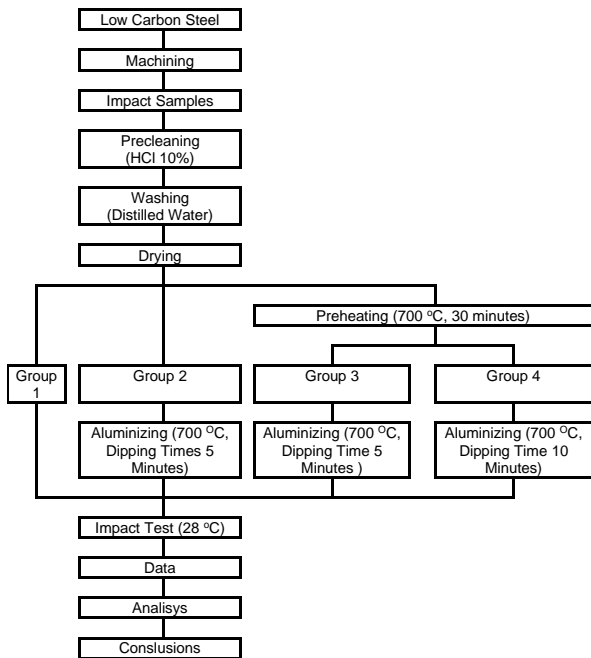 Low Carbon Steel
Machining
Impact Samples
Precleaning
(HCl 10%)
Washing
(Distilled Water)
Drying
Preheating (700 ºC, 30 minutes)
Group
1
Group 2
Group 3
Group 4
Aluminizing (700 ᴼC,
Dipping Times 5
Minutes)
Aluminizing (700 ᴼC,
Dipping Time 5
Minutes )
Aluminizing (700 ᴼC,
Dipping Time 10
Minutes)
Impact Test (28 ºC)
Data
Analisys
Conslusions